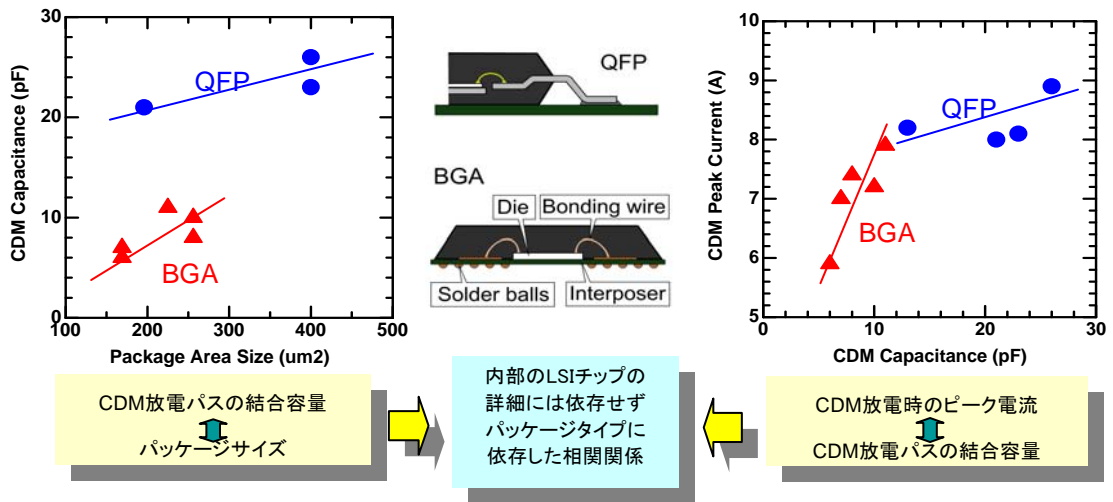 30
20
10
0
100
200
300
400
500
CDM Capacitance (pF)
Package Area Size (um2)
QFP
BGA
QFP
BGA
Die
Bonding wire
Solder balls
Interposer
10
9
8
7
6
5
0
10
20
30
CDM Peak Current (A)
CDM Capacitance (pF)
QFP
BGA
CDM放電パスの結合容量
パッケージサイズ
内部のLSIチップの
詳細には依存せず
パッケージタイプに
依存した相関関係
CDM放電時のピーク電流
CDM放電パスの結合容量